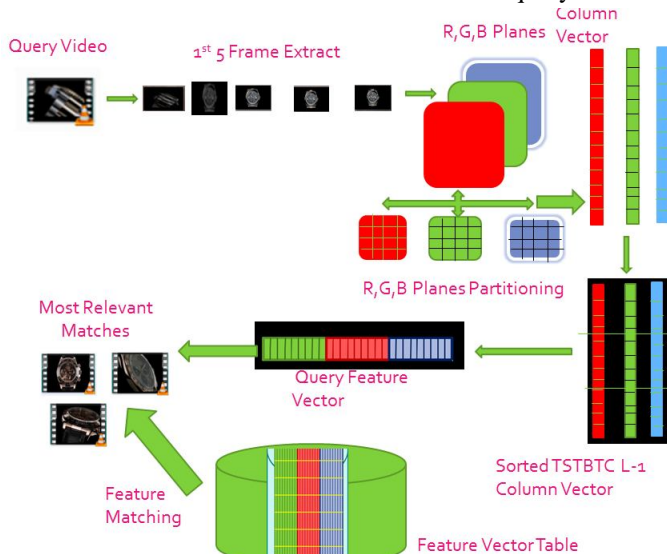 Query Video
1st 5 Frame Extract
R,G,B Planes
Column
Vector
R,G,B Planes Partitioning
Most Relevant
Matches
Query Feature
Vector
Sorted TSTBTC L-1
Column Vector
Feature
Matching
Feature Vector Table